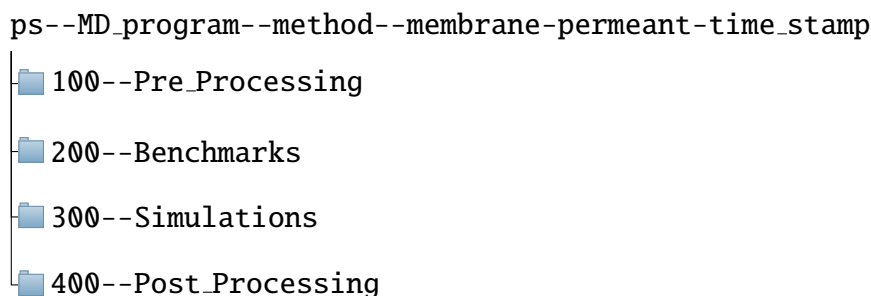 ps--MD_program--method--membrane-permeant-time_stamp
100--Pre_Processing
200--Benchmarks
300--Simulations
400--Post_Processing